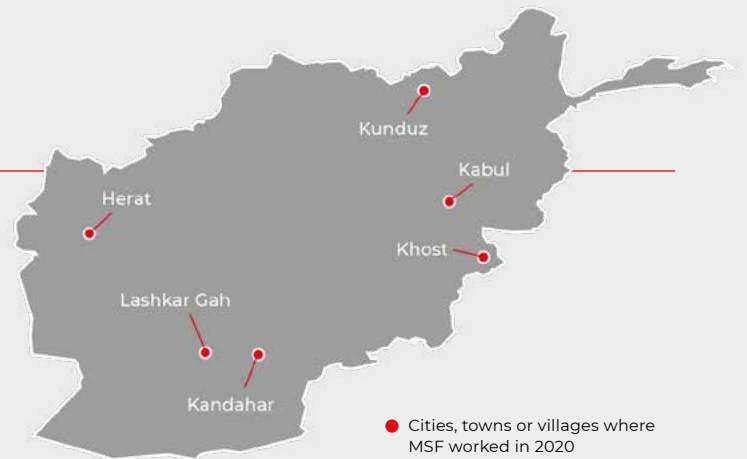 Kunduz
Kabul
Herat
Khost
Lashkar Gah
Kandahar
Cities, towns or villages where
MSF worked in 2020